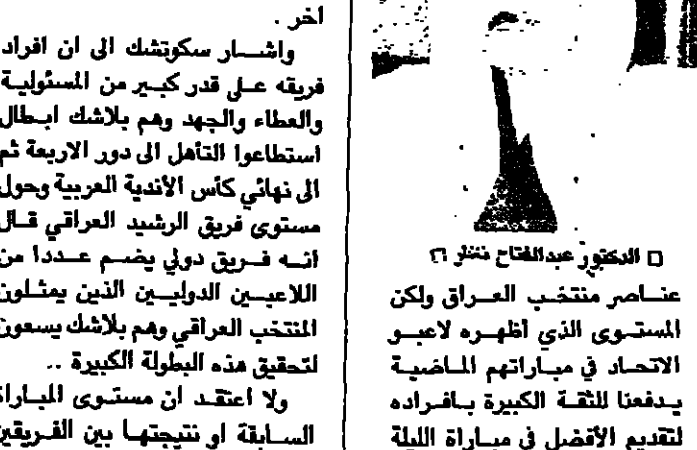 □ الدكتور عبدالفتاح
عناصر منتخب العراق ولكن
المستوى الذي أظهره لاعبو
الاتحاد في مباراتهم الماضية
يدفعنا للثقة الكبيرة بافراده
لتقديم الأفضل في مباراة الليلة
اخر .
واشار سكوتشك الى ان افراد
فريقه على قدر كبير من المسئولية
والعطاء والجهد وهم بلاشك ابطال
استطاعوا التأهل الى دور الاربعة ثم
الى نهائي كأس الأندية العربية وحول
مستوى فريق الرشيد العراقي قال
انه فريق دولي يضم عددا من
اللاعبين الدوليين الذين يمثلون
المنتخب العراقي وهم بلاشك يسعون
لتحقيق هذه البطولة الكبيرة ..
ولا اعتقد ان مستوى المباراة
السابقة او نتيجتها بين الفريقين